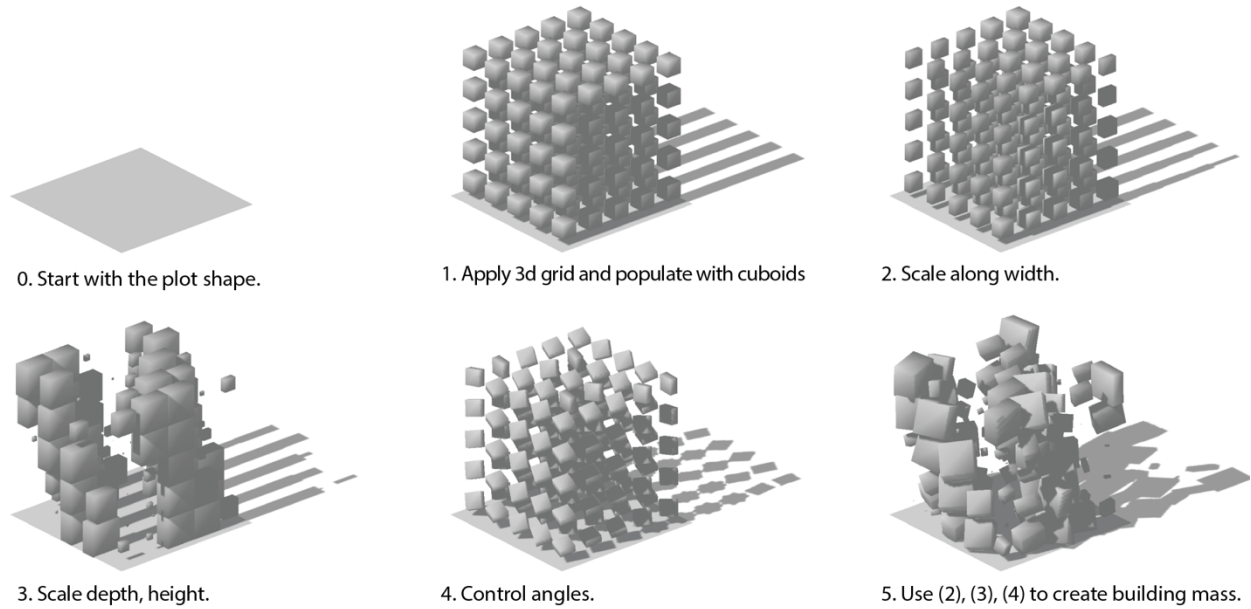 0. Start with the plot shape.
1. Apply 3d grid and populate with cuboids
2. Scale along width.
3. Scale depth, height.
4. Control angles.
5. Use (2), (3), (4) to create building mass.